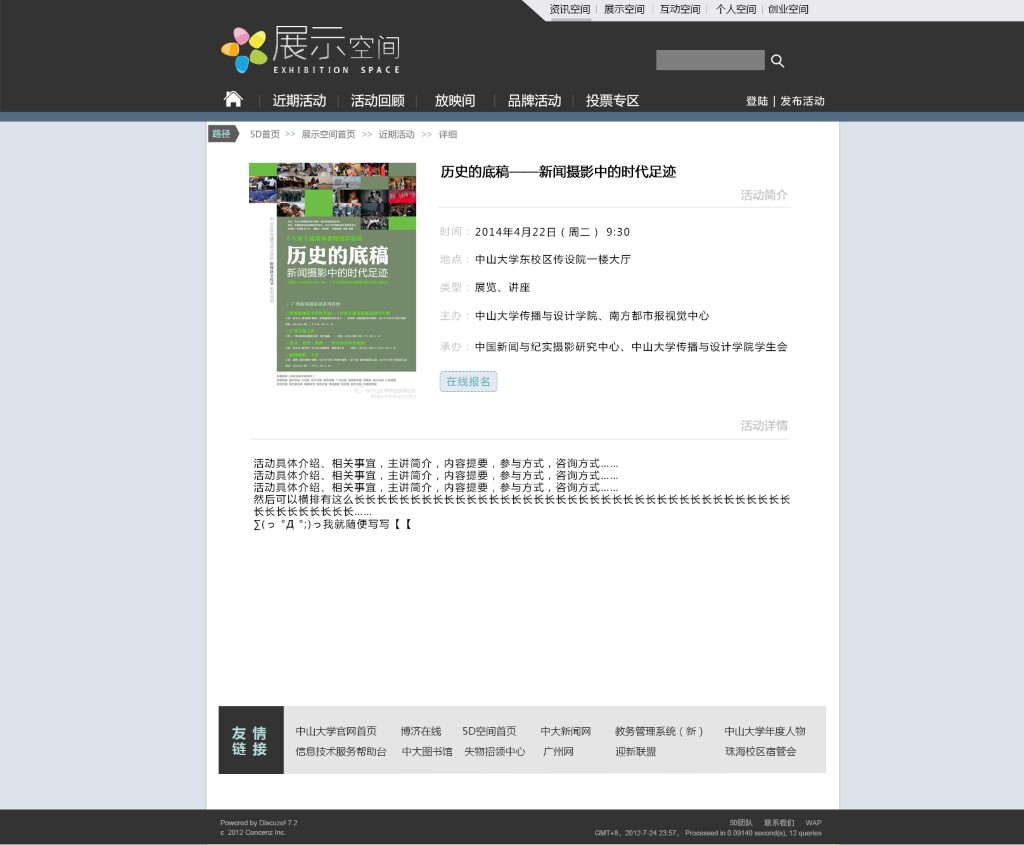 资讯空间 | 展示空间 | 互动空间 | 个人空间 | 创业空间
展示空间
EXHIBITION SPACE
近期活动 | 活动回顾 | 放映间 | 品牌活动 | 投票专区
登陆 | 发布活动
路径 5D首页 >> 展示空间首页 >> 近期活动 >> 详细
历史的底稿
新闻摄影中的时代足迹
历史的底稿——新闻摄影中的时代足迹
活动简介
时间： 2014年4月22日（周二） 9:30
地点： 中山大学东校区传设院一楼大厅
类型： 展览、讲座
主办： 中山大学传播与设计学院、南方都市报视觉中心
承办： 中国新闻与纪实摄影研究中心、中山大学传播与设计学院学生会
在线报名
活动详情
活动具体介绍、相关事宜，主讲简介，内容提要，参与方式，咨询方式……
活动具体介绍、相关事宜，主讲简介，内容提要，参与方式，咨询方式……
活动具体介绍、相关事宜，主讲简介，内容提要，参与方式，咨询方式……
然后可以横排有这么长长长长长长长长长长长长长长长长长长长长长长长长长长长长长长长长长长长长长长长
长长长长长长长长长……
∑(っ °Д °;)っ我就随便写写【【
友情
链接
中山大学官网首页 博济在线 5D空间首页 中大新闻网 教务管理系统（新） 中山大学年度人物
信息技术服务帮助台 中大图书馆 失物招领中心 广州网 迎新联盟 珠海校区宿管会
Powered by Discuz! 7.2
c 2012 Concenz Inc.
5D团队 联系我们 WAP
GMT+8, 2012-7-24 23:57, Processed in 0.09140 second(s), 12 queries